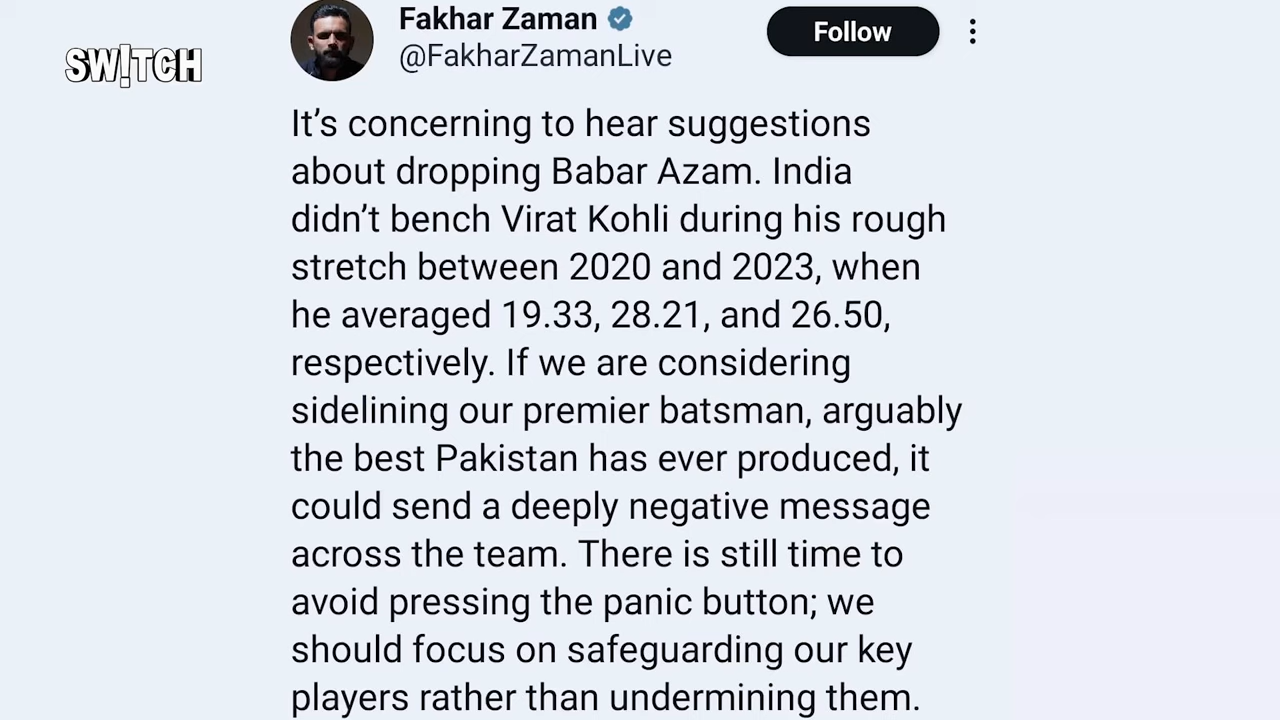 Fakhar Zaman
@FakharZamanLive
Follow
SW!TCH
It’s concerning to hear suggestions
about dropping Babar Azam. India
didn’t bench Virat Kohli during his rough
stretch between 2020 and 2023, when
he averaged 19.33, 28.21, and 26.50,
respectively. If we are considering
sidelining our premier batsman, arguably
the best Pakistan has ever produced, it
could send a deeply negative message
across the team. There is still time to
avoid pressing the panic button; we
should focus on safeguarding our key
players rather than undermining them.